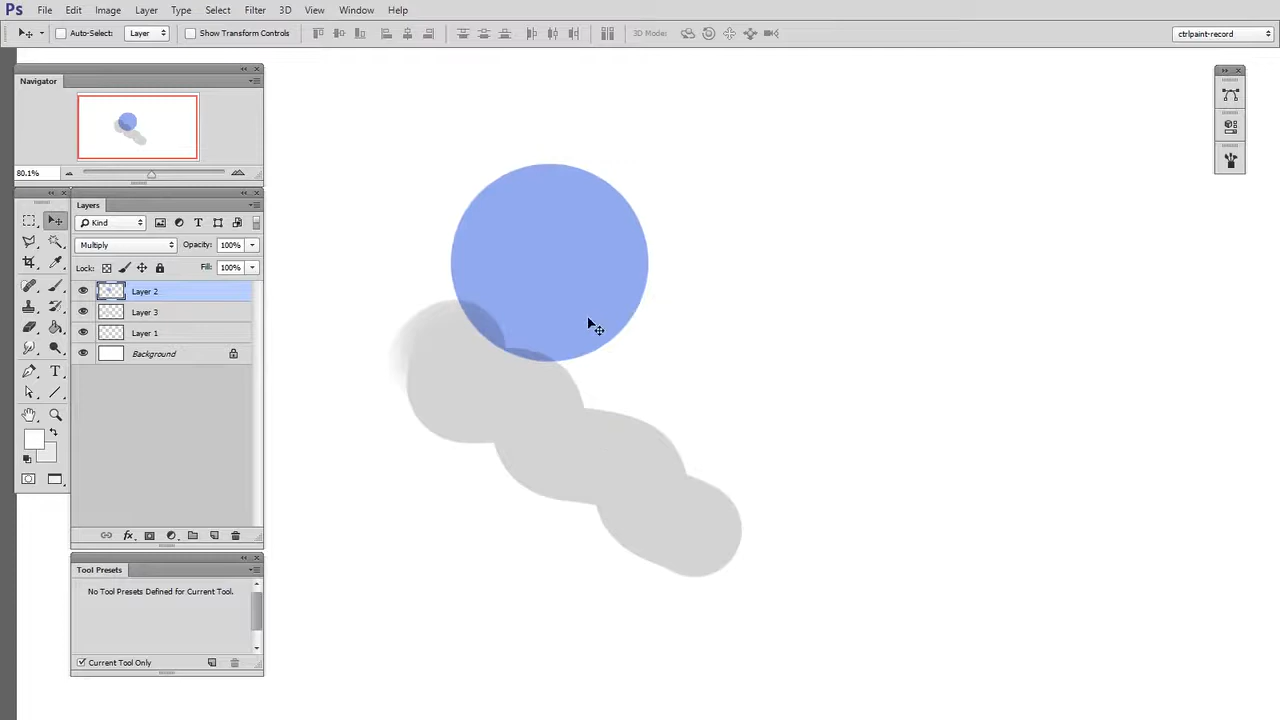 Ps File Edit Image Layer Type Select Filter 3D View Window Help
Auto-Select: Layer Show Transform Controls 3D Mode: ctrlpaint-record
Navigator
80.1%
Layers
Kind
Multiply Opacity: 100%
Lock: Fill: 100%
Layer 2
Layer 3
Layer 1
Background
fx
Tool Presets
No Tool Presets Defined for Current Tool.
Current Tool Only